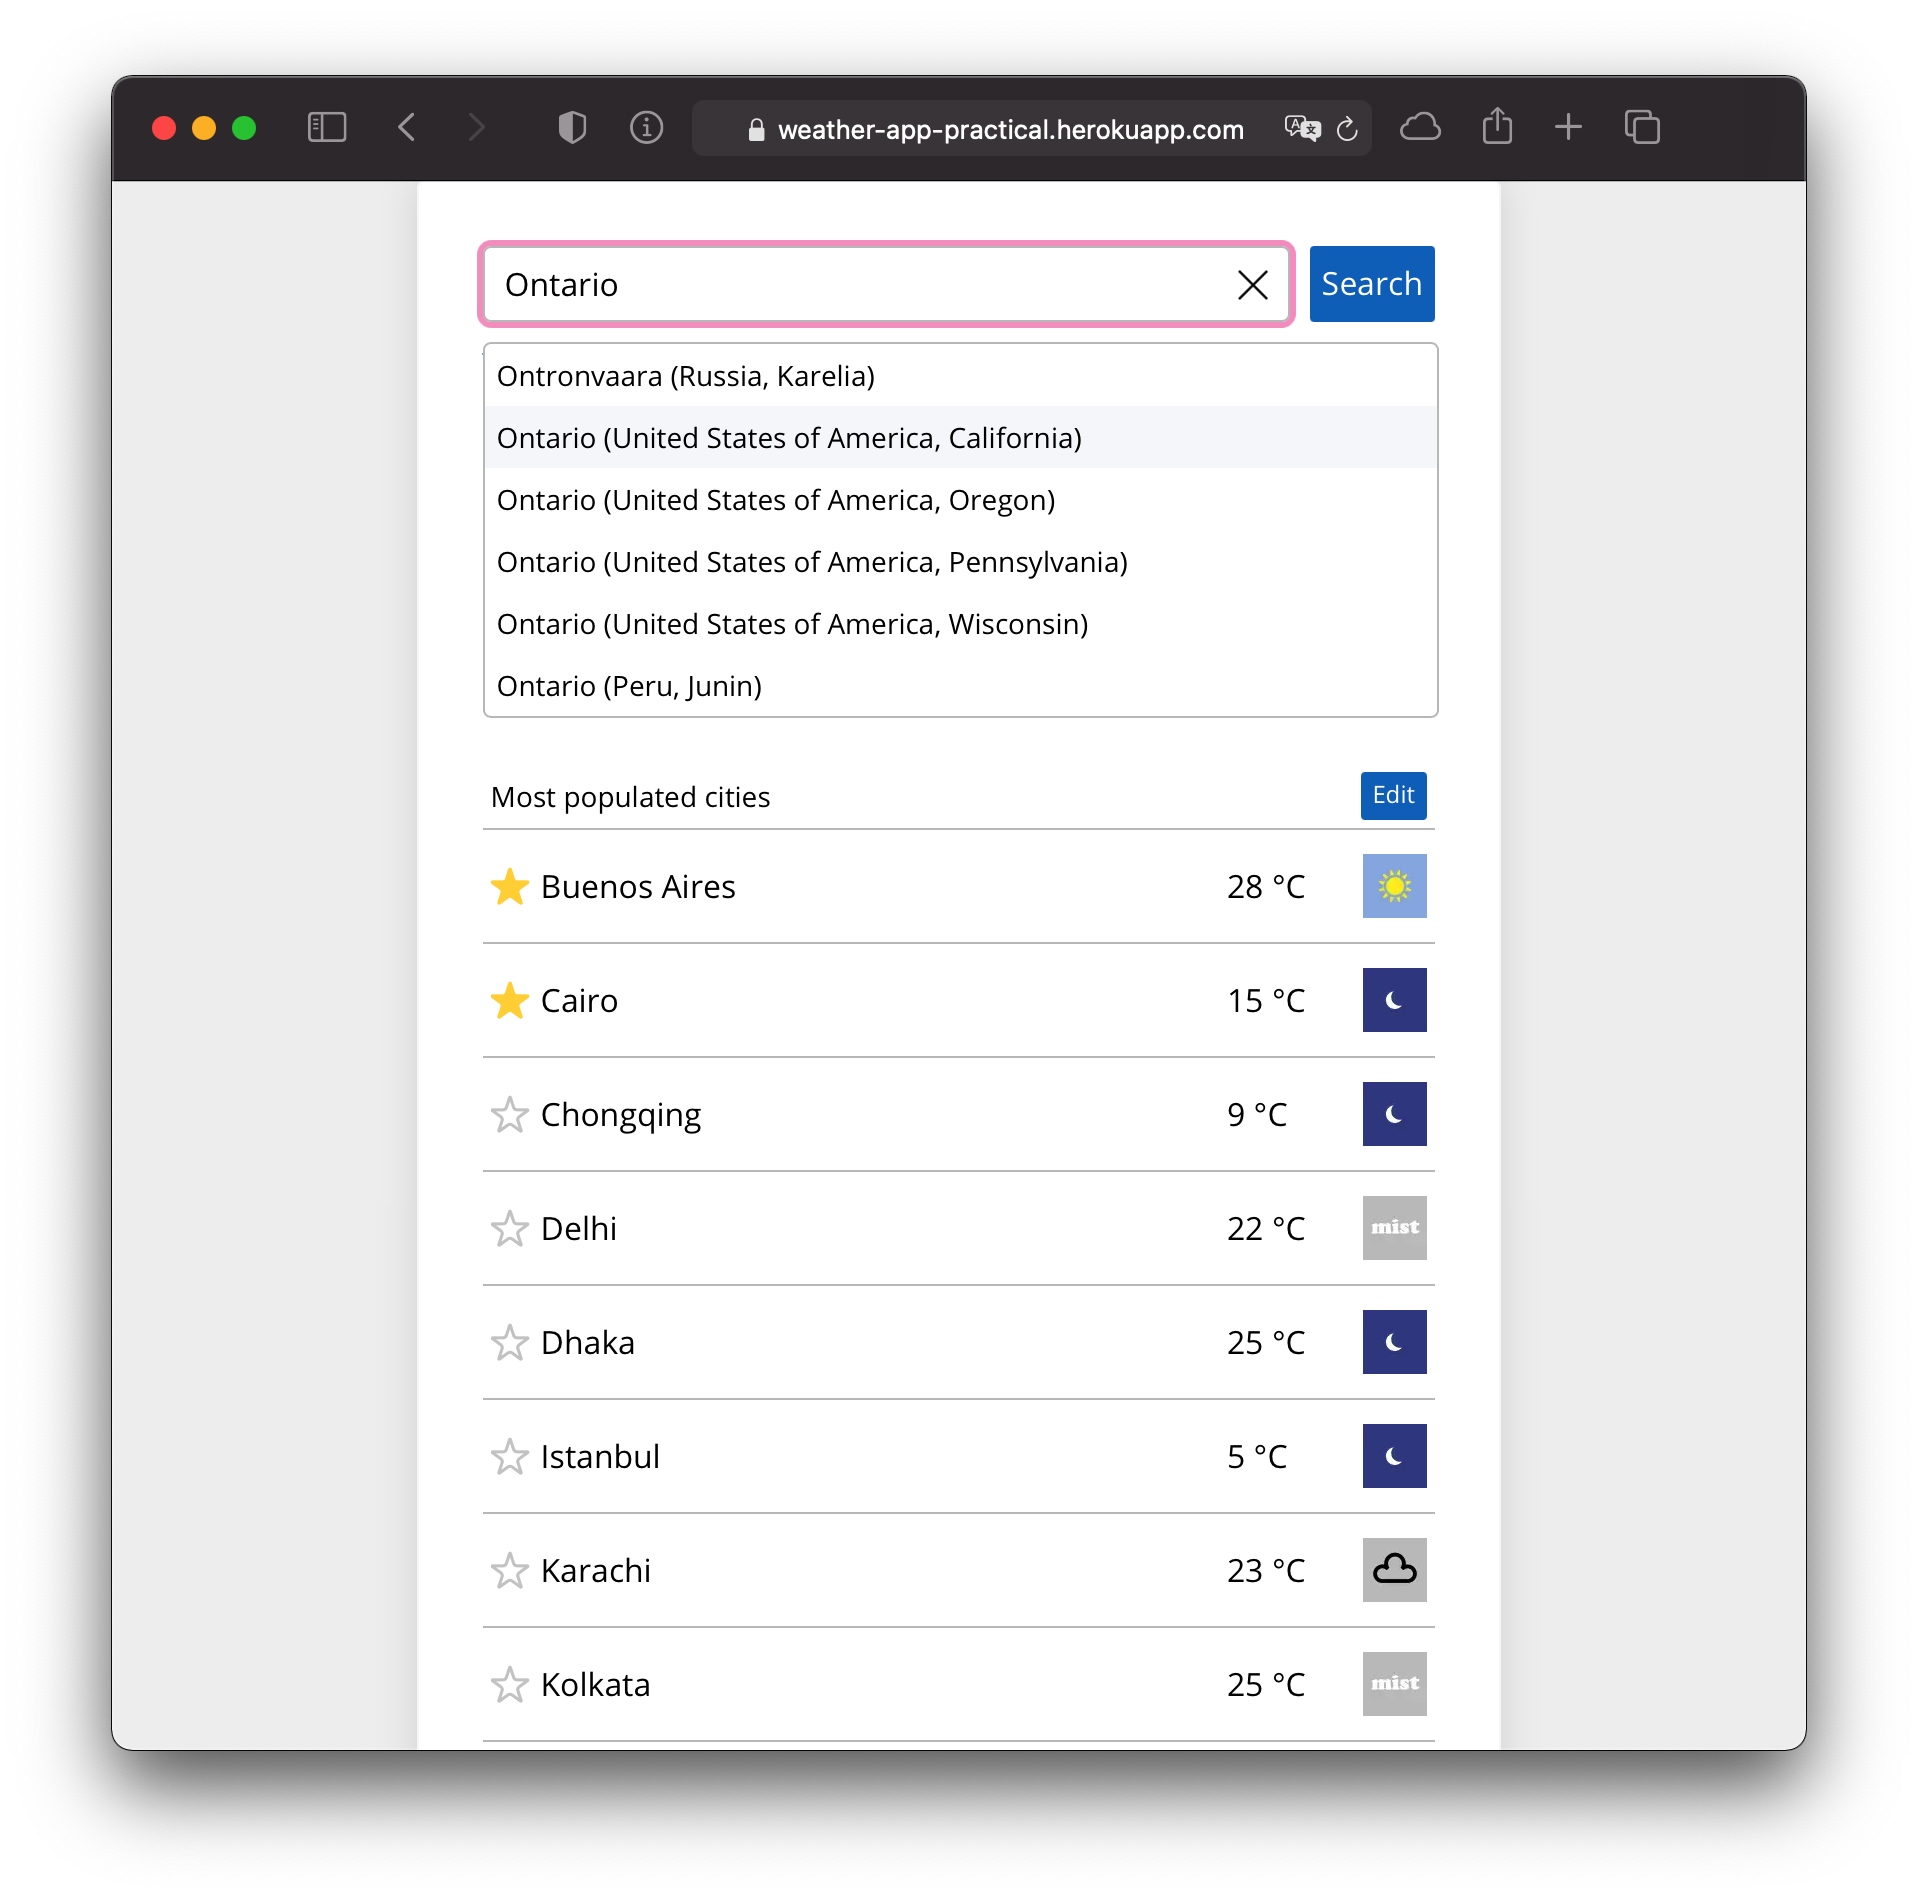 weather-app-practical.herokuapp.com
Ontario
Search
Ontronvaara (Russia, Karelia)
Ontario (United States of America, California)
Ontario (United States of America, Oregon)
Ontario (United States of America, Pennsylvania)
Ontario (United States of America, Wisconsin)
Ontario (Peru, Junin)
Most populated cities Edit
Buenos Aires 28 °C
Cairo 15 °C
Chongqing 9 °C
Delhi 22 °C mist
Dhaka 25 °C
Istanbul 5 °C
Karachi 23 °C
Kolkata 25 °C mist